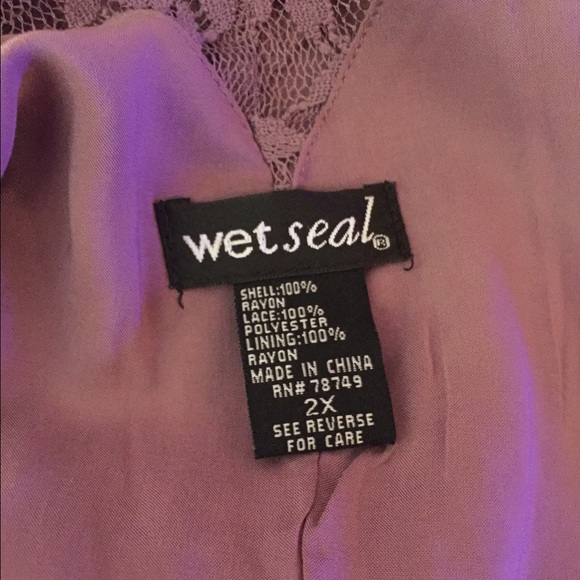 wet seal®
SHELL:100%
RAYON
LACE:100%
POLYESTER
LINING:100%
RAYON
MADE IN CHINA
RN# 78749
2X
SEE REVERSE
FOR CARE